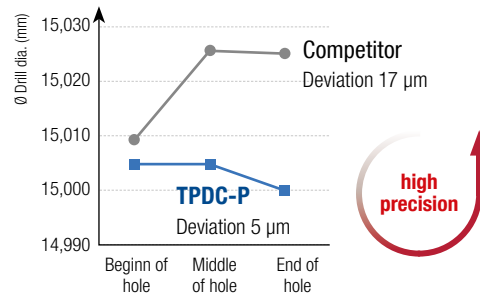 Ø Drill dia. (mm)
15,030
15,020
15,010
15,000
14,990
Competitor
Deviation 17 µm
TPDC-P
Deviation 5 µm
Beginn of
hole
Middle
of hole
End of
hole
high
precision